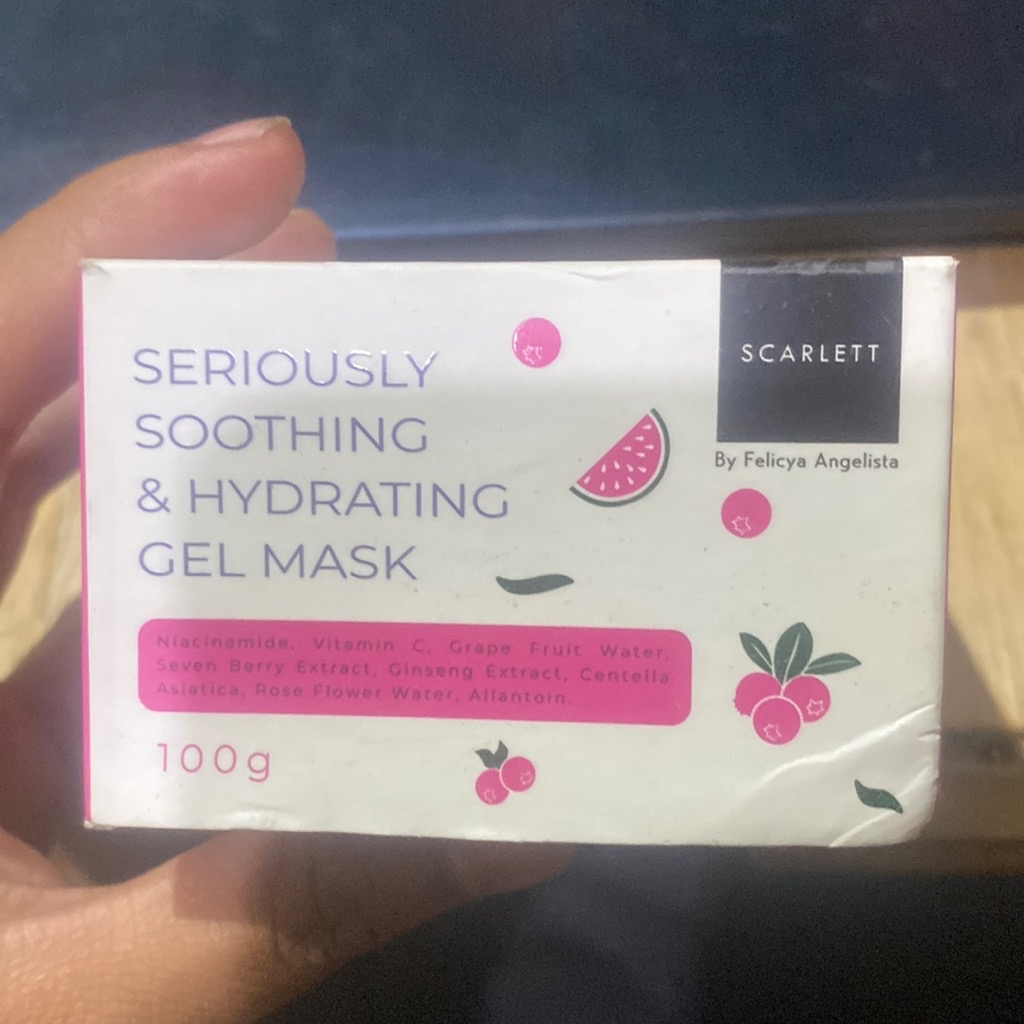 SERIOUSLY
SOOTHING
& HYDRATING
GEL MASK
SCARLETT
By Felicya Angelista
Niacinamide, Vitamin C, Grape Fruit Water,
Seven Berry Extract, Ginseng Extract, Centella
Asiatica, Rose Flower Water, Allantoin.
100g